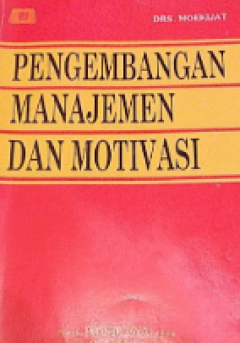 DRS. MOEKIJAT
PENGEMBANGAN
MANAJEMEN
DAN MOTIVASI